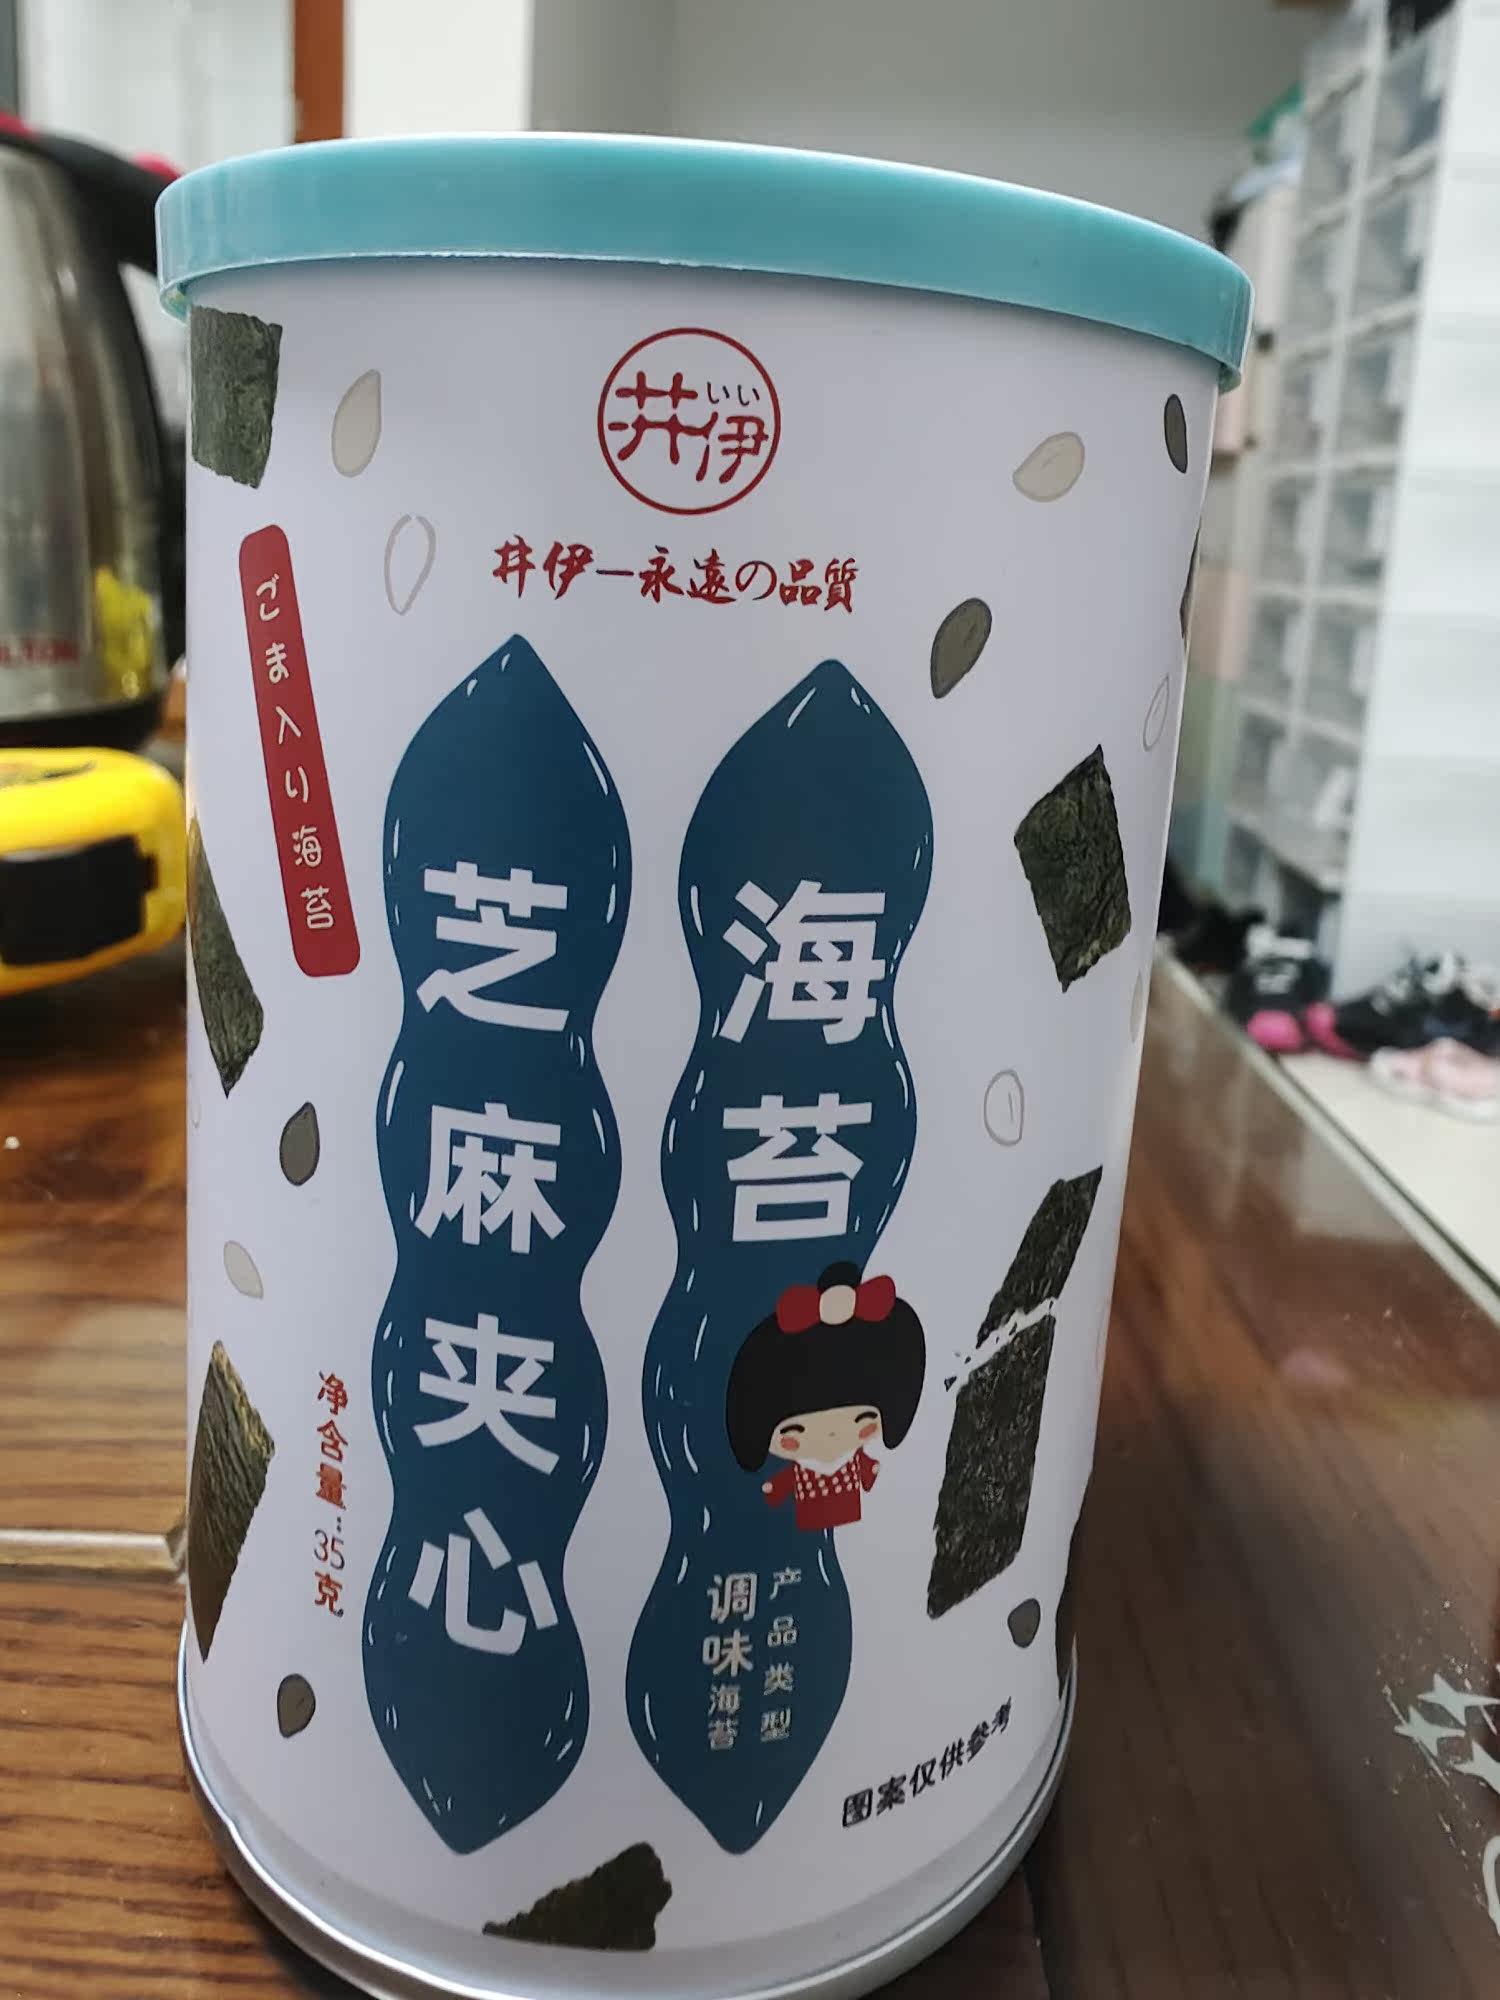 いい
井伊
井伊一永遠の品質
ごま入り海苔
海苔
芝麻夹心
净含量:35克
产品类型
调味海苔
图案仅供参考